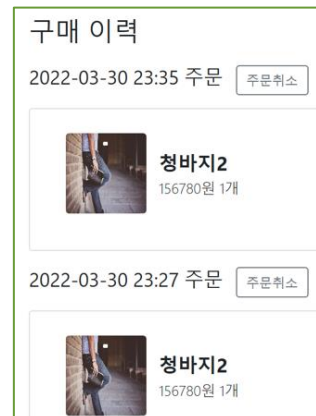 구매 이력
2022-03-30 23:35 주문 주문취소
청바지2
156780원 1개
2022-03-30 23:27 주문 주문취소
청바지2
156780원 1개